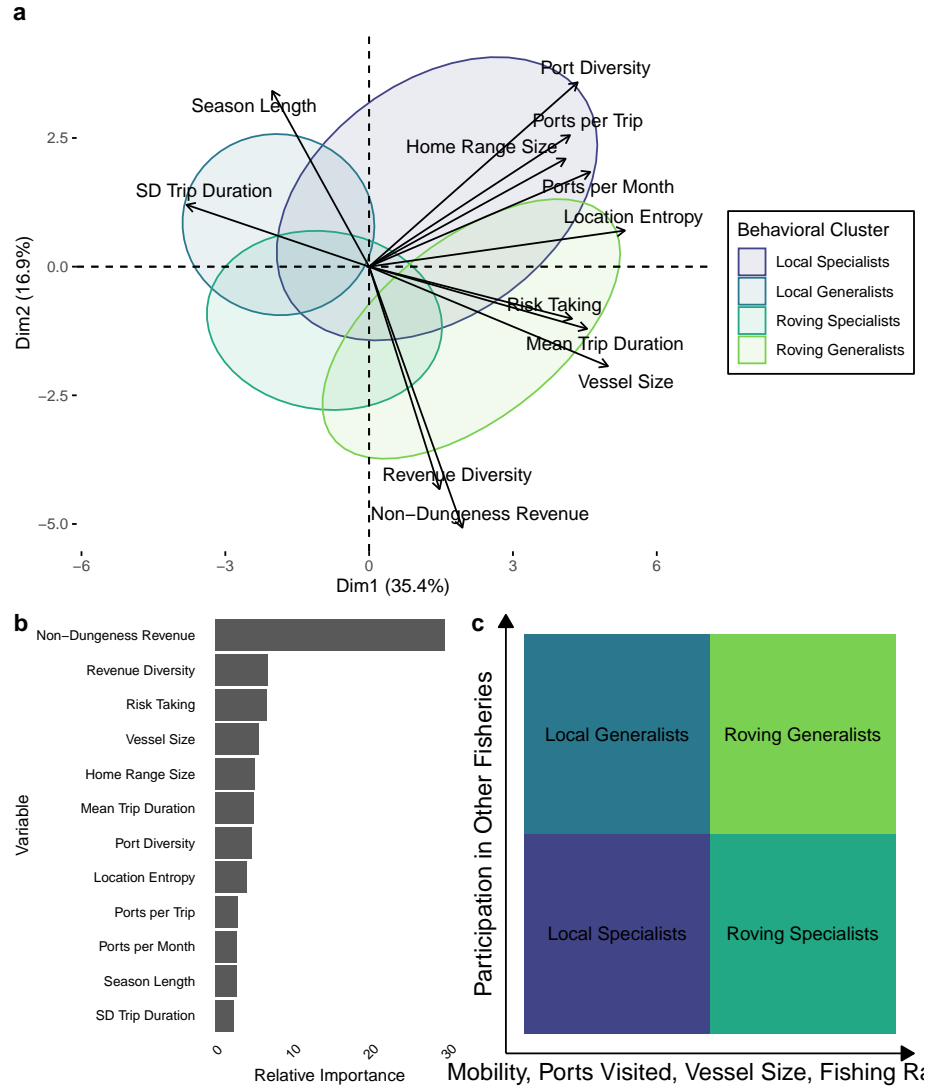 a
Port Diversity
Season Length
Ports per Trip
2.5
Home Range Size
SD Trip Duration
Ports per Month
Location Entropy
Behavioral Cluster
Local Specialists
Local Generalists
Roving Specialists
Roving Generalists
0.0
Dim2 (16.9%)
Risk Taking
Mean Trip Duration
Vessel Size
−2.5
Revenue Diversity
Non−Dungeness Revenue
−5.0
−6
−3
0
3
6
Dim1 (35.4%)
b
Non−Dungeness Revenue
Revenue Diversity
Risk Taking
Vessel Size
Home Range Size
Mean Trip Duration
Port Diversity
Location Entropy
Ports per Trip
Ports per Month
Season Length
SD Trip Duration
Variable
0
10
20
30
Relative Importance
c
Participation in Other Fisheries
Local Generalists
Roving Generalists
Local Specialists
Roving Specialists
Mobility, Ports Visited, Vessel Size, Fishing Ra